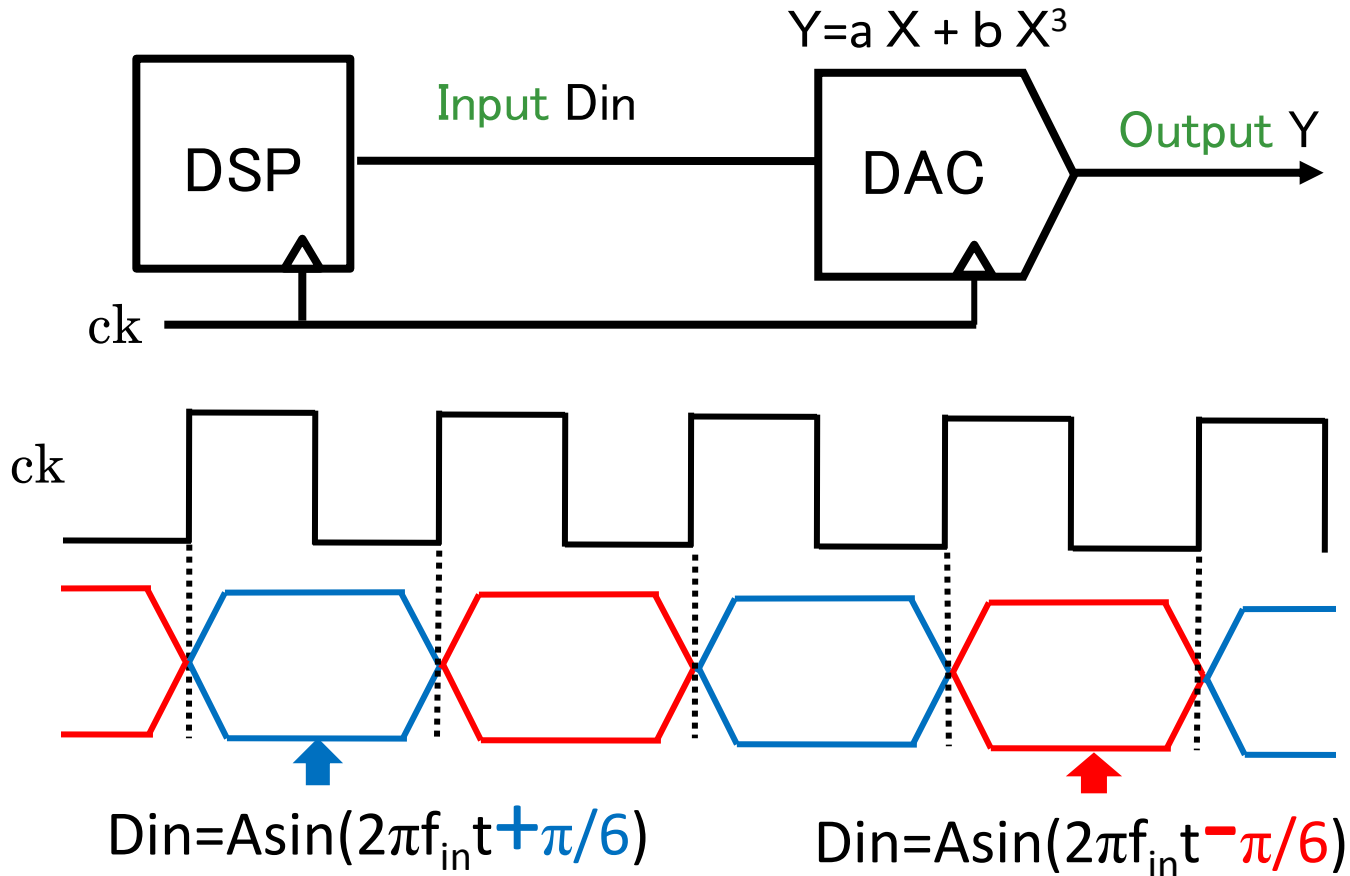 Y=a X + b X³
Input Din
Output Y
DSP
DAC
ck
ck
Din=Asin(2πfᵢₙt+π/6)
Din=Asin(2πfᵢₙt-π/6)